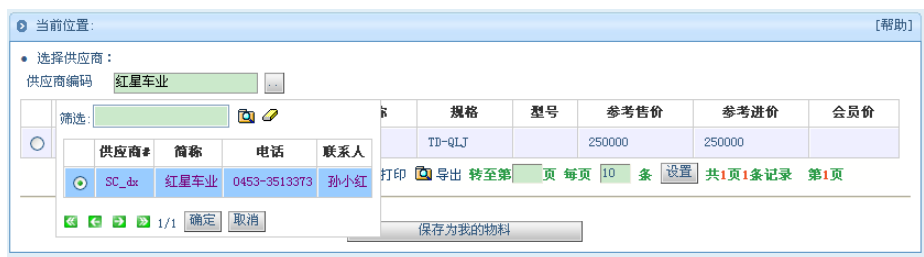 当前位置: [帮助]
选择供应商：
供应商编码 红星车业 ..
规格 型号 参考售价 参考进价 会员价
筛选:
TD-QLJ 250000 250000
供应商# 简称 电话 联系人
SC_dx 红星车业 0453-3513373 孙小红
打印 导出 转至第 页 每页 10 条 设置 共1页1条记录 第1页
1/1 确定 取消
保存为我的物料